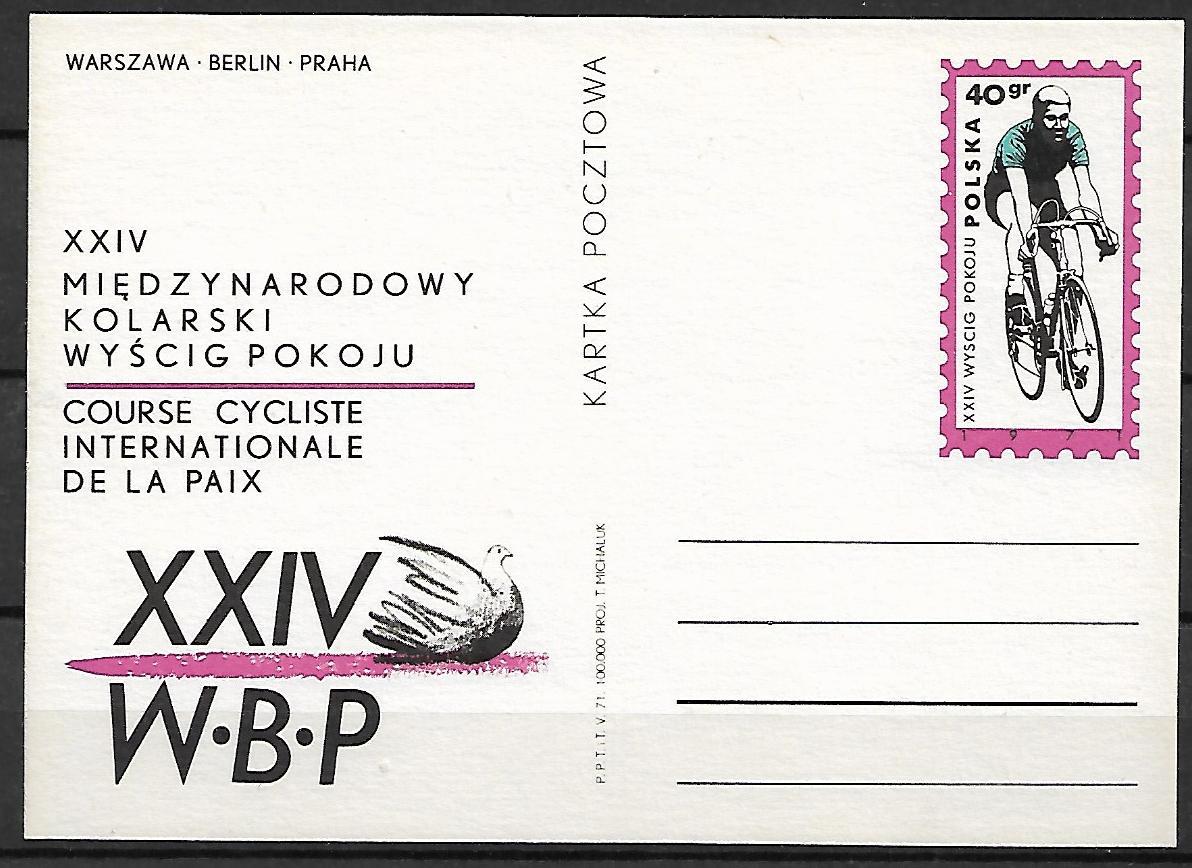 WARSZAWA · BERLIN · PRAHA
XXIV
MIĘDZYNARODOWY
KOLARSKI
WYŚCIG POKOJU
COURSE CYCLISTE
INTERNATIONALE
DE LA PAIX
XXIV
W·B·P
KARTKA POCZTOWA
P.P.T. i T. V. 71. 100.000 PROJ. T. MICHALUK
40 gr
POLSKA
XXIV WYŚCIG POKOJU
1971